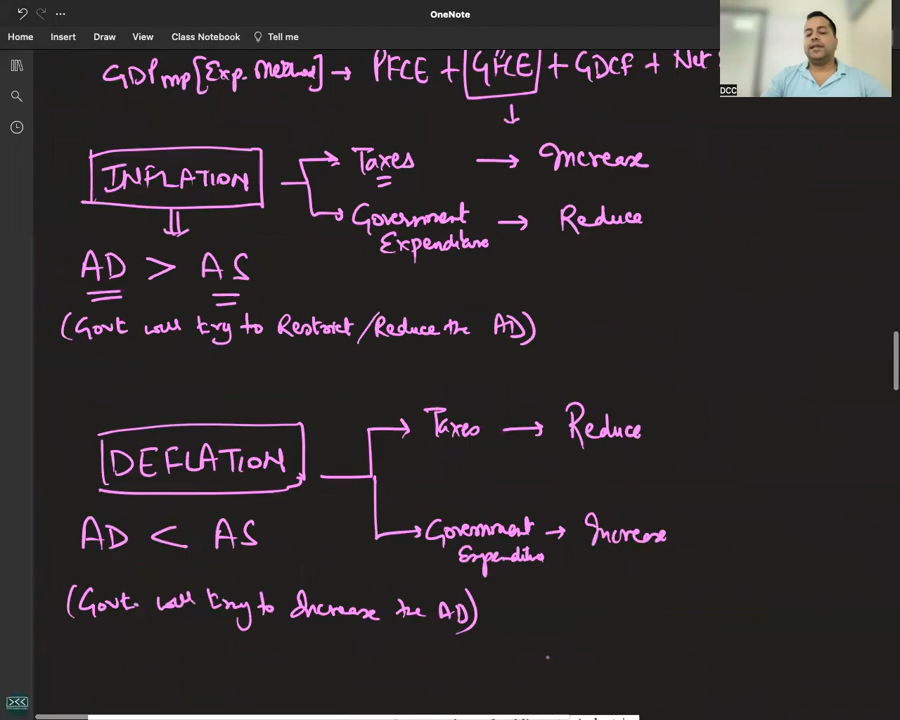 OneNote
Home Insert Draw View Class Notebook Tell me
GDPmp[Exp. Method] → PFCE + GFCE + GDCF + Net
DCC
INFLATION
Taxes → Increase
Government Expenditure → Reduce
AD > AS
(Govt will try to Restrict/Reduce the AD)
DEFLATION
Taxes → Reduce
Government → Increase
AD < AS
(Govt. will try to Increase the AD)